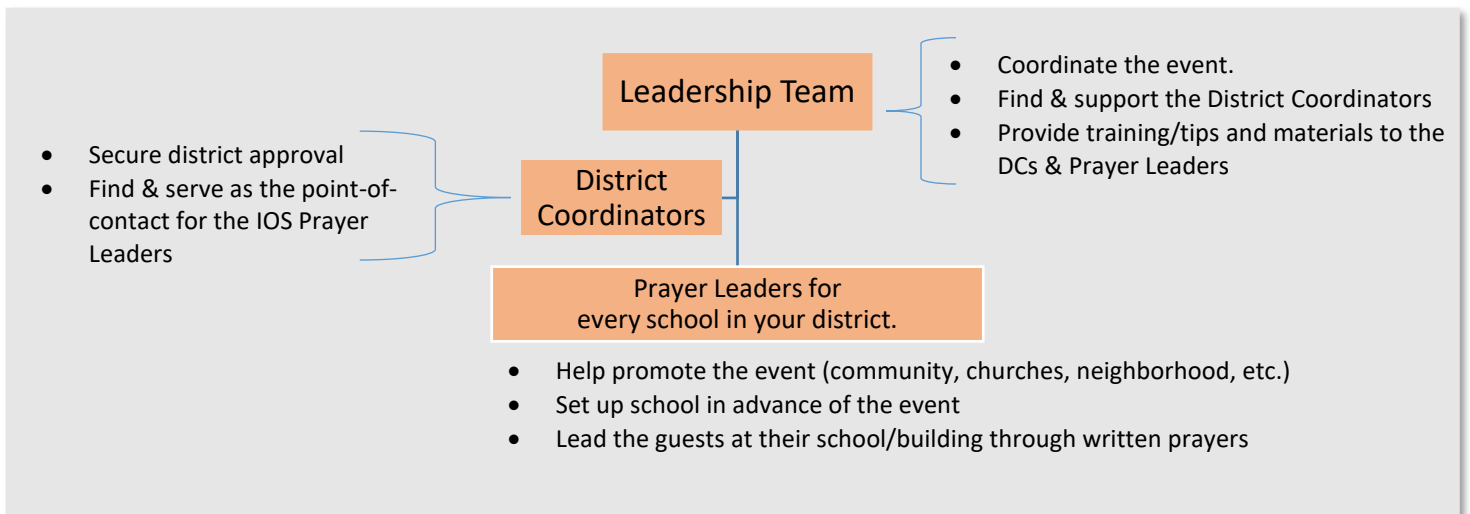 Leadership Team
• Coordinate the event.
• Find & support the District Coordinators
• Provide training/tips and materials to the
DCs & Prayer Leaders
• Secure district approval
• Find & serve as the point-of-
contact for the IOS Prayer
Leaders
District
Coordinators
Prayer Leaders for
every school in your district.
• Help promote the event (community, churches, neighborhood, etc.)
• Set up school in advance of the event
• Lead the guests at their school/building through written prayers